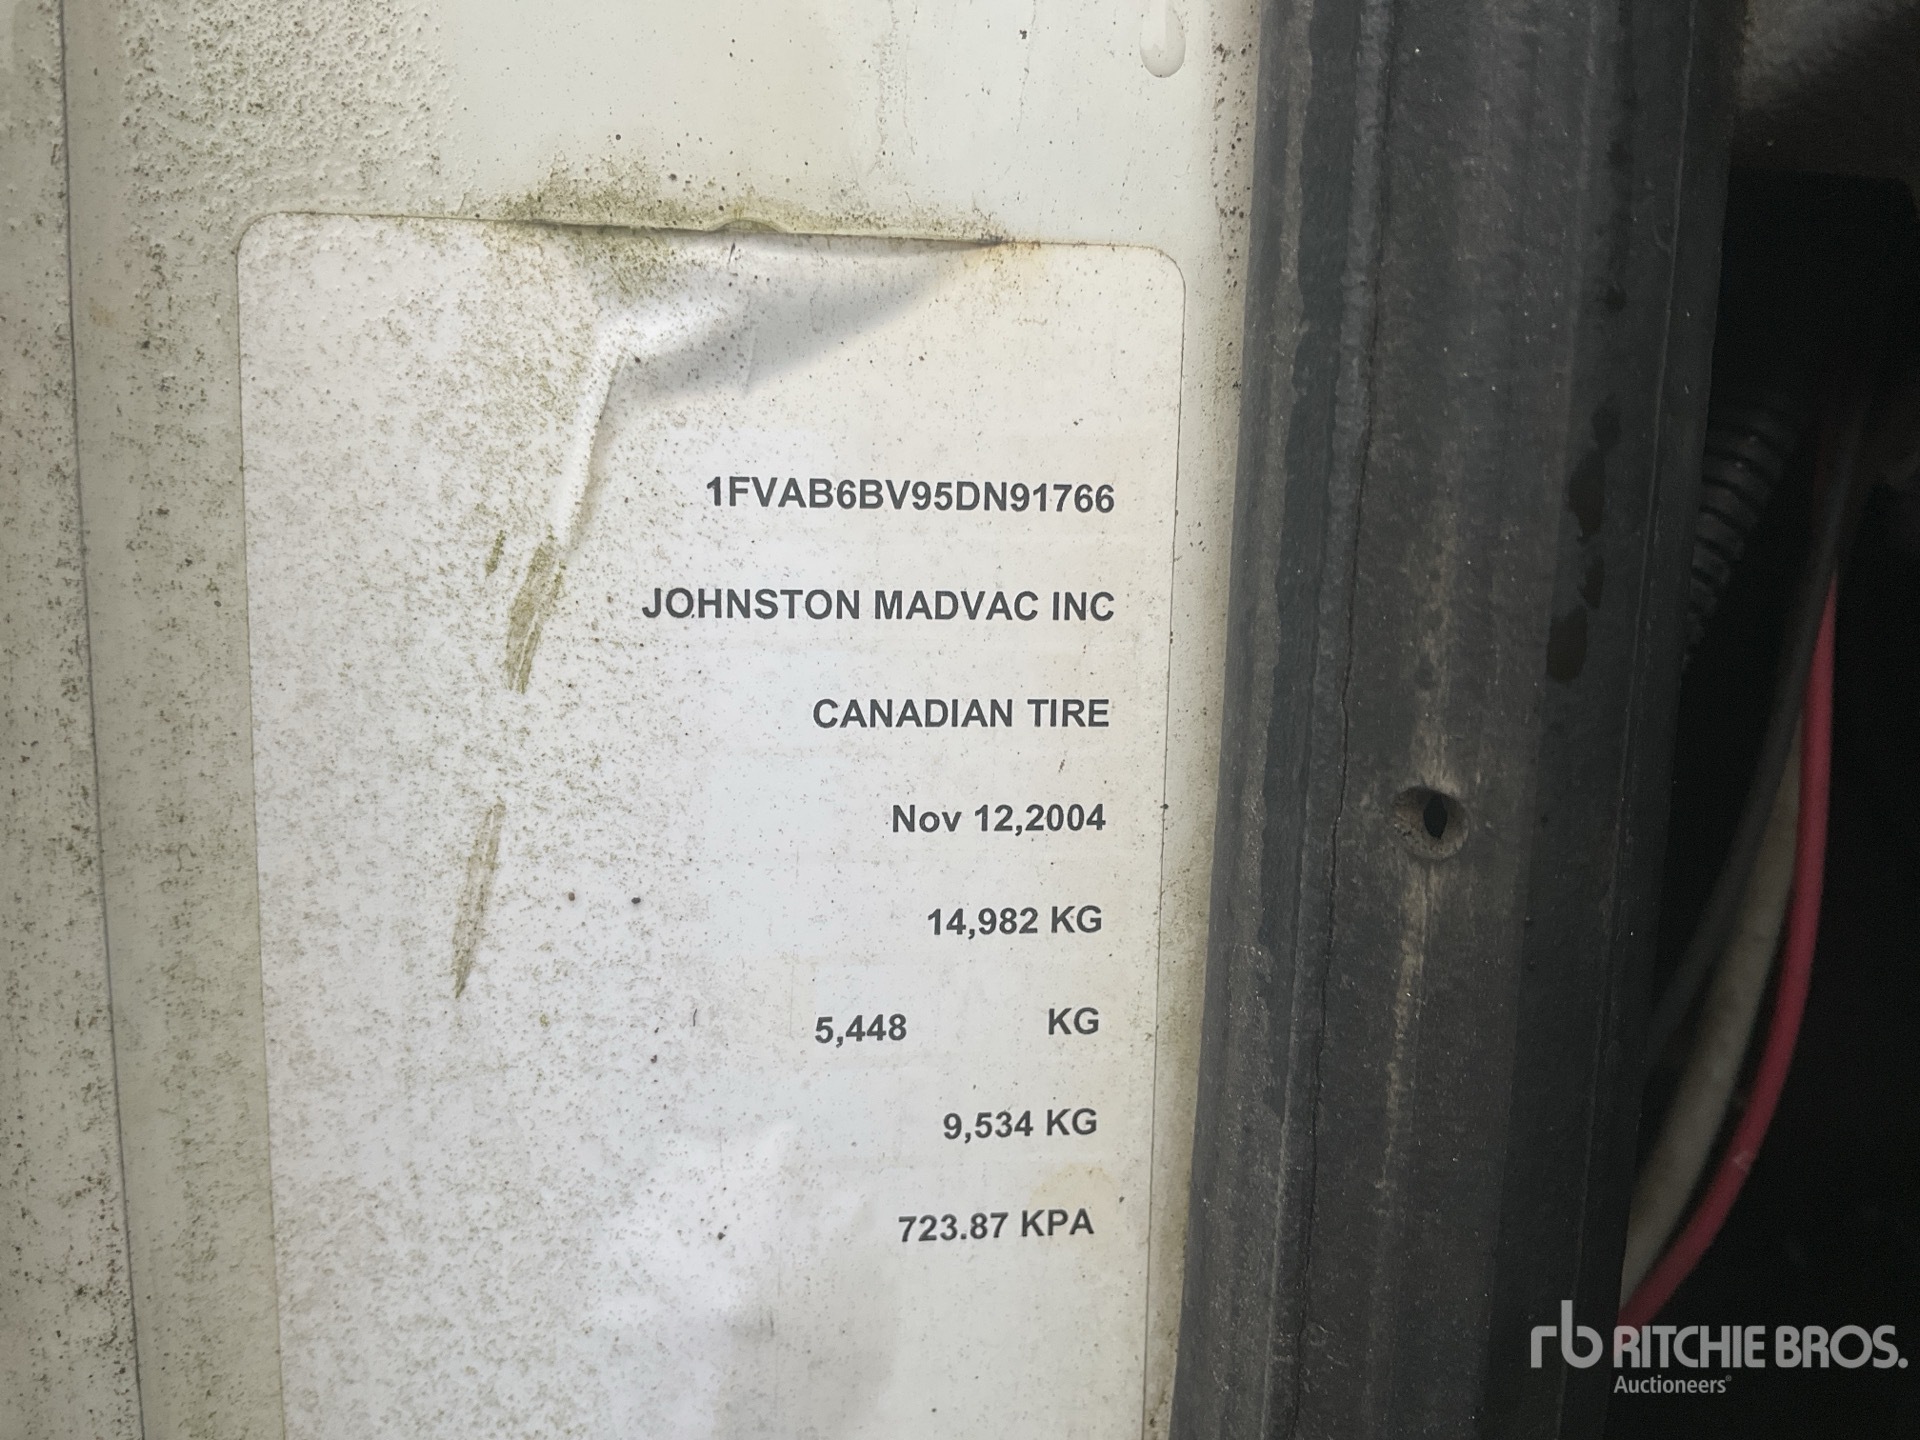 1FVAB6BV95DN91766
JOHNSTON MADVAC INC
CANADIAN TIRE
Nov 12,2004
14,982 KG
5,448 KG
9,534 KG
723.87 KPA
rb RITCHIE BROS.
Auctioneers®